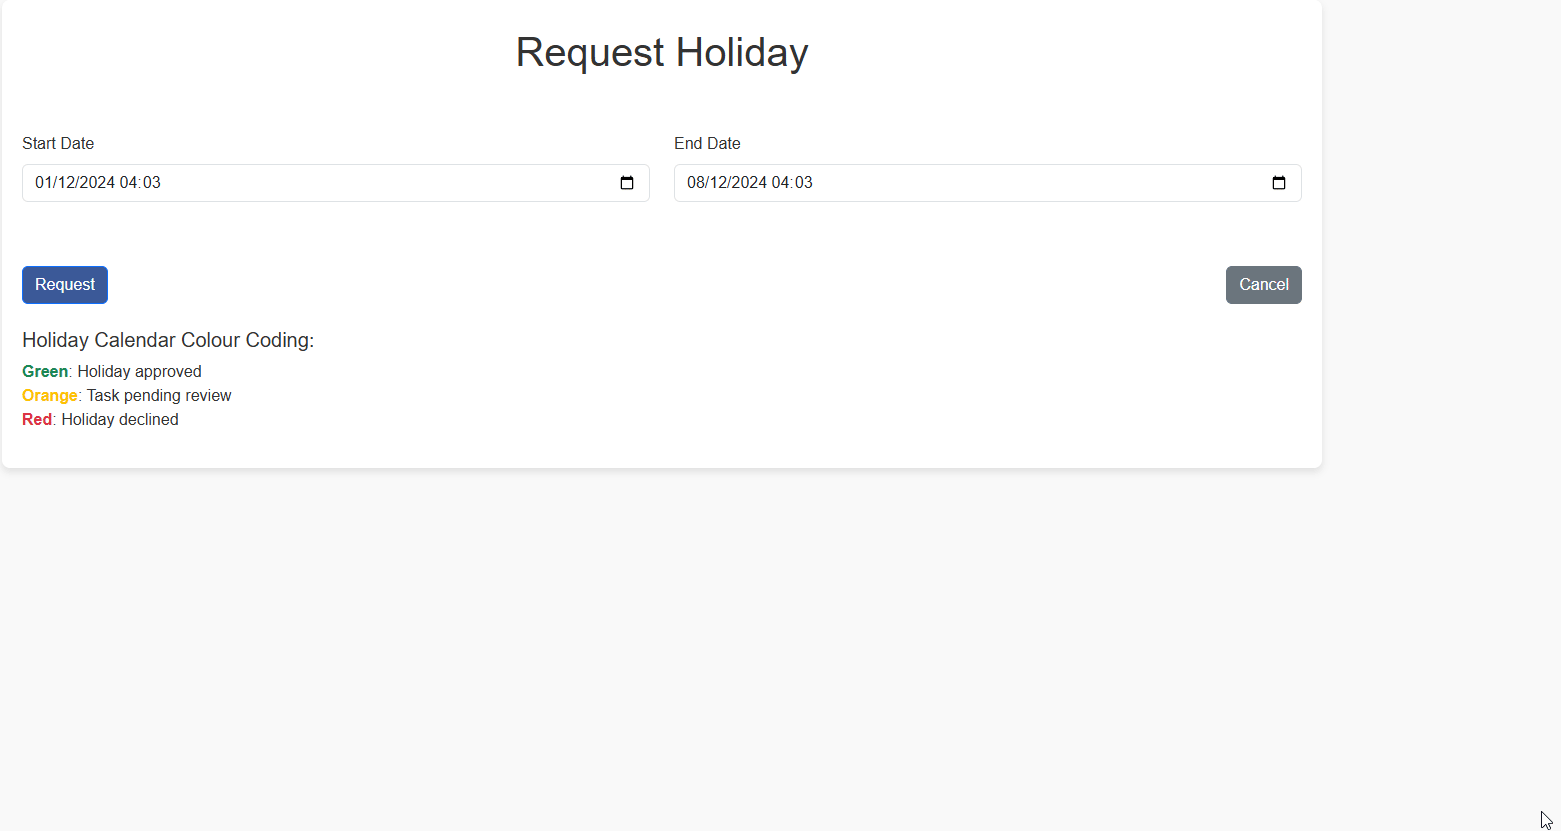 Request Holiday
Start Date
End Date
01/12/2024 04:03
08/12/2024 04:03
Request
Cancel
Holiday Calendar Colour Coding:
Green: Holiday approved
Orange: Task pending review
Red: Holiday declined